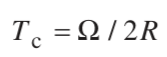 T_c = Ω / 2R